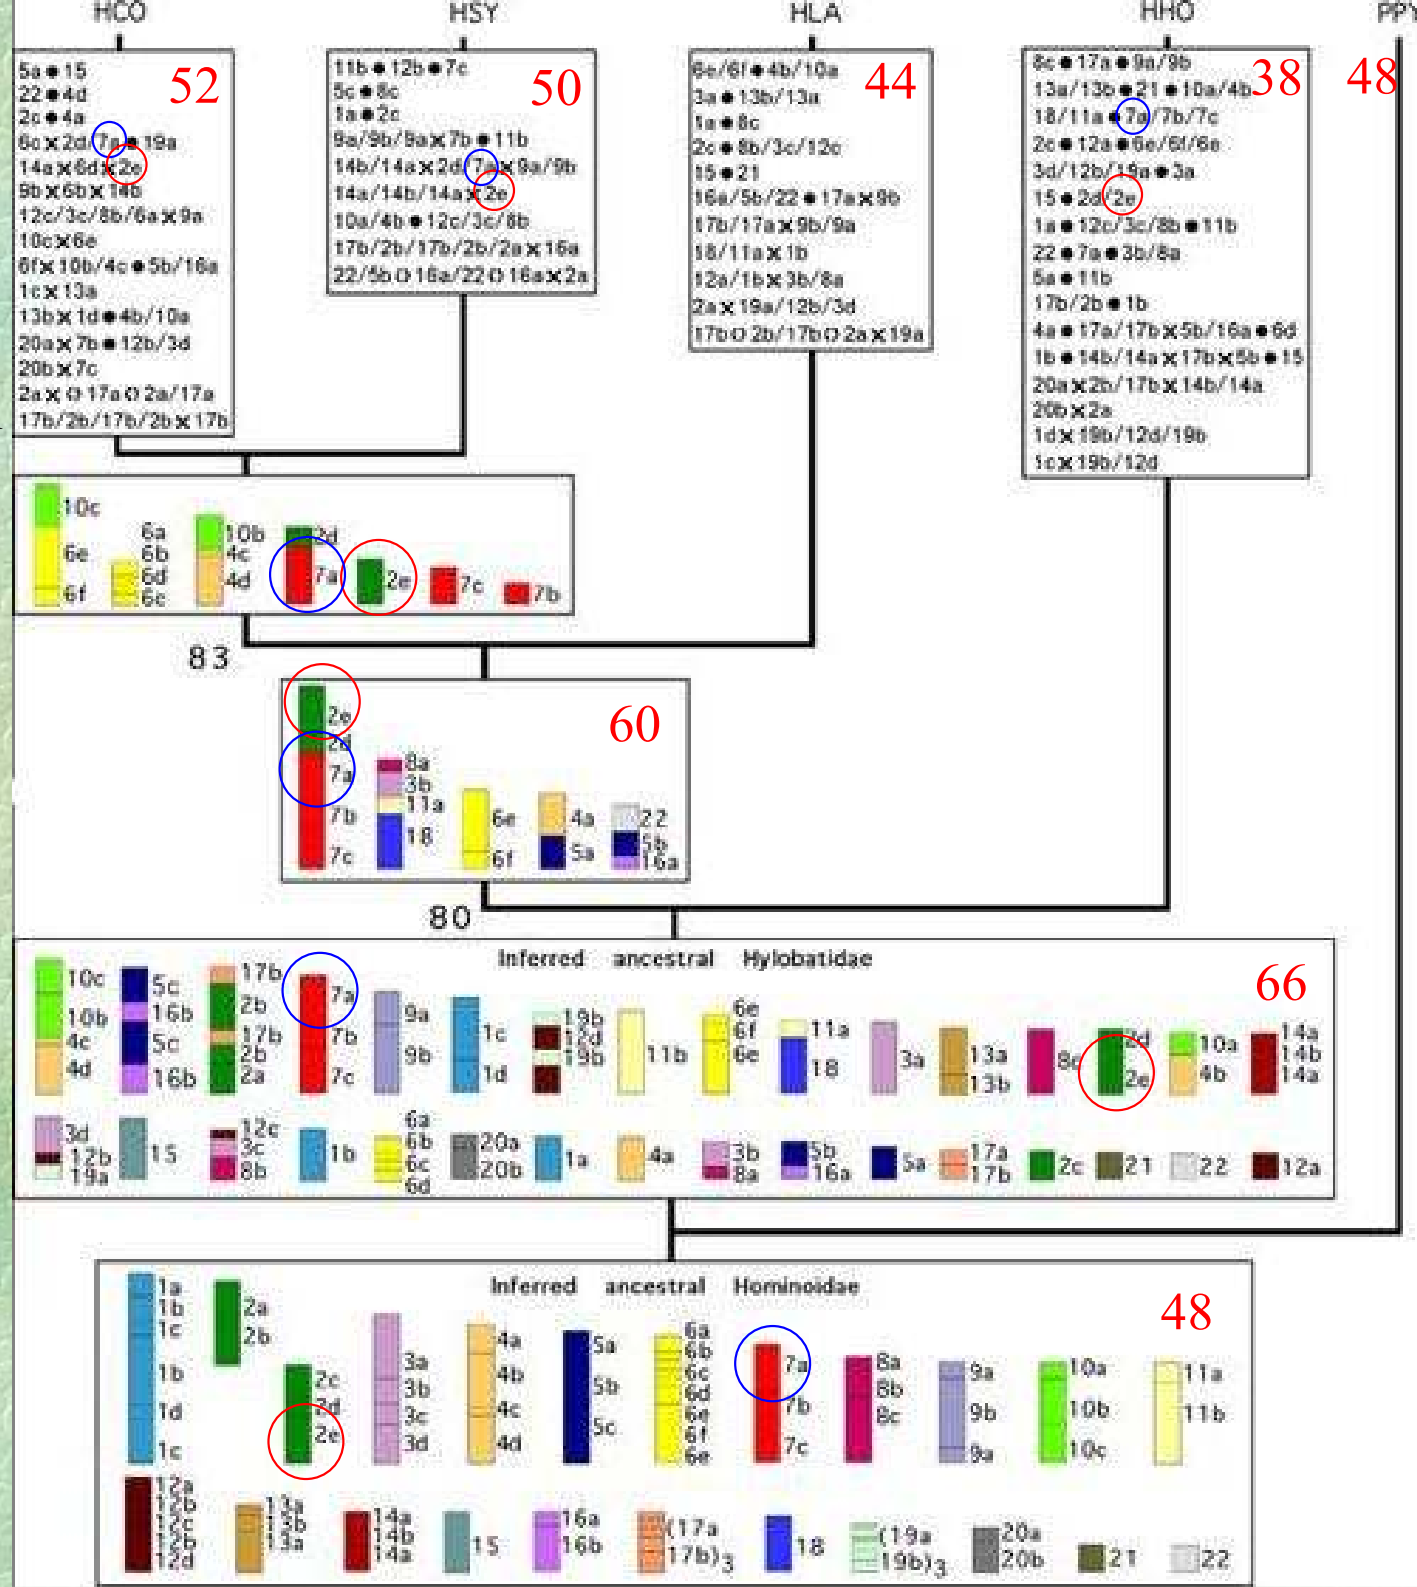 HCO
HSY
HLA
HHO
PPY
52
5a●15
22●4d
2c●4a
6c×2d/7a●19a
14a×6d×2e
9b×6b×14b
12c/3c/8b/6a×9a
10c×6e
6f×10b/4c●5b/16a
1c×13a
13b×1d●4b/10a
20a×7b●12b/3d
20b×7c
2a×O17aO2a/17a
17b/2b/17b/2b×17b
50
11b●12b●7c
5c●8c
1a●2c
9a/9b/9a×7b●11b
14b/14a×2d/7a×9a/9b
14a/14b/14a×2e
10a/4b●12c/3c/8b
17b/2b/17b/2b/2a×16a
22/5bO16a/22O16a×2a
44
6e/6f●4b/10a
3a●13b/13a
1a●8c
2c●8b/3c/12c
15●21
16a/5b/22●17a×9b
17b/17a×9b/9a
18/11a×1b
12a/1b×3b/8a
2a×19a/12b/3d
17bO2b/17bO2a×19a
38
8c●17a●9a/9b
13a/13b●21●10a/4b
18/11a●7a/7b/7c
2c●12a●6e/6f/6e
3d/12b/19a●3a
15●2d/2e
1a●12c/3c/8b●11b
22●7a●3b/8a
5a●11b
17b/2b●1b
4a●17a/17b×5b/16a●6d
1b●14b/14a×17b×5b●15
20a×2b/17b×14b/14a
20b×2a
1d×19b/12d/19b
1c×19b/12d
48
10c
6e
6f
6a
6b
6d
6c
10b
4c
4d
2d
7a
2e
7c
7b
83
60
2e
2d
7a
7b
7c
8a
3b
11a
18
6e
6f
4a
5a
22
5b
16a
80
Inferred ancestral Hylobatidae
66
10c
10b
4c
4d
5c
16b
5c
16b
17b
2b
17b
2b
2a
7a
7b
7c
9a
9b
1c
1d
19b
12d
19b
11b
6e
6f
6e
11a
18
3a
13a
13b
8c
2d
2e
10a
4b
14a
14b
14a
3d
12b
19a
15
12c
3c
8b
1b
6a
6b
6c
6d
20a
20b
1a
4a
3b
8a
5b
16a
5a
17a
17b
2c
21
22
12a
Inferred ancestral Hominoidae
48
1a
1b
1c
1b
1d
1c
2a
2b
2c
2d
2e
3a
3b
3c
3d
4a
4b
4c
4d
5a
5b
5c
6a
6b
6c
6d
6e
6f
6e
7a
7b
7c
8a
8b
8c
9a
9b
9a
10a
10b
10c
11a
11b
12a
12b
12c
12b
12d
13a
13b
13a
14a
14b
14a
15
16a
16b
(17a
17b)3
18
(19a
19b)3
20a
20b
21
22